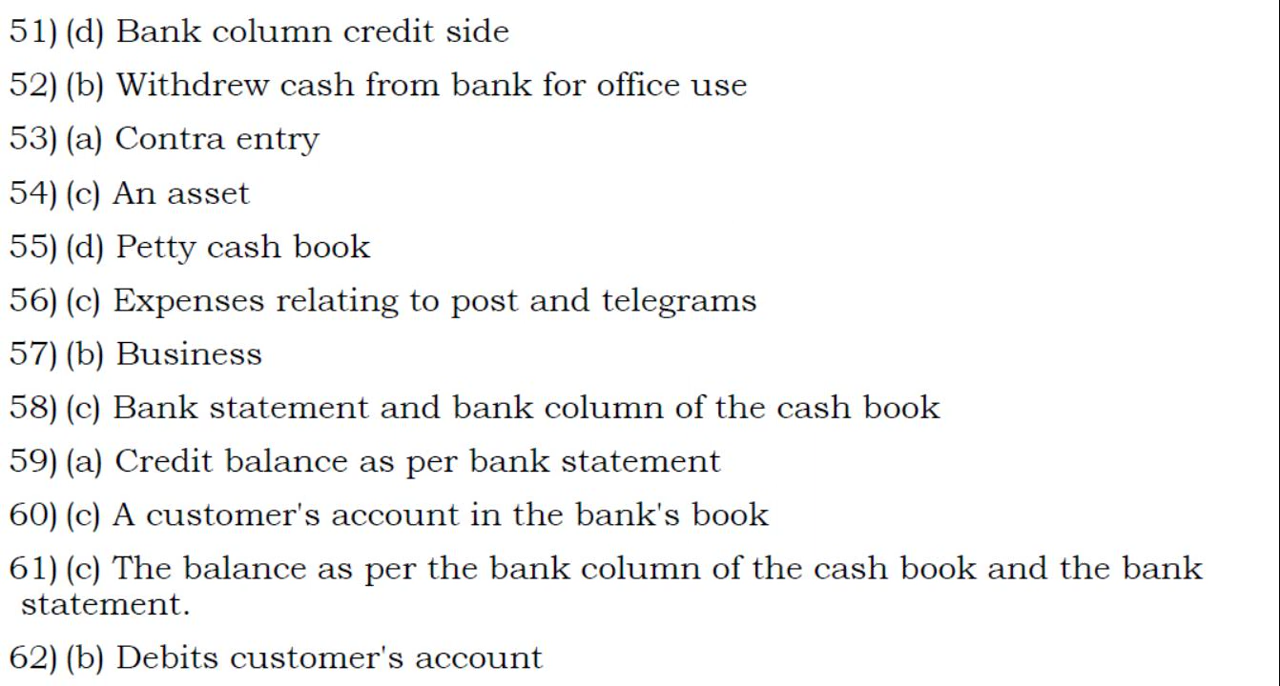 51) (d) Bank column credit side
52) (b) Withdrew cash from bank for office use
53) (a) Contra entry
54) (c) An asset
55) (d) Petty cash book
56) (c) Expenses relating to post and telegrams
57) (b) Business
58) (c) Bank statement and bank column of the cash book
59) (a) Credit balance as per bank statement
60) (c) A customer's account in the bank's book
61) (c) The balance as per the bank column of the cash book and the bank
statement.
62) (b) Debits customer's account